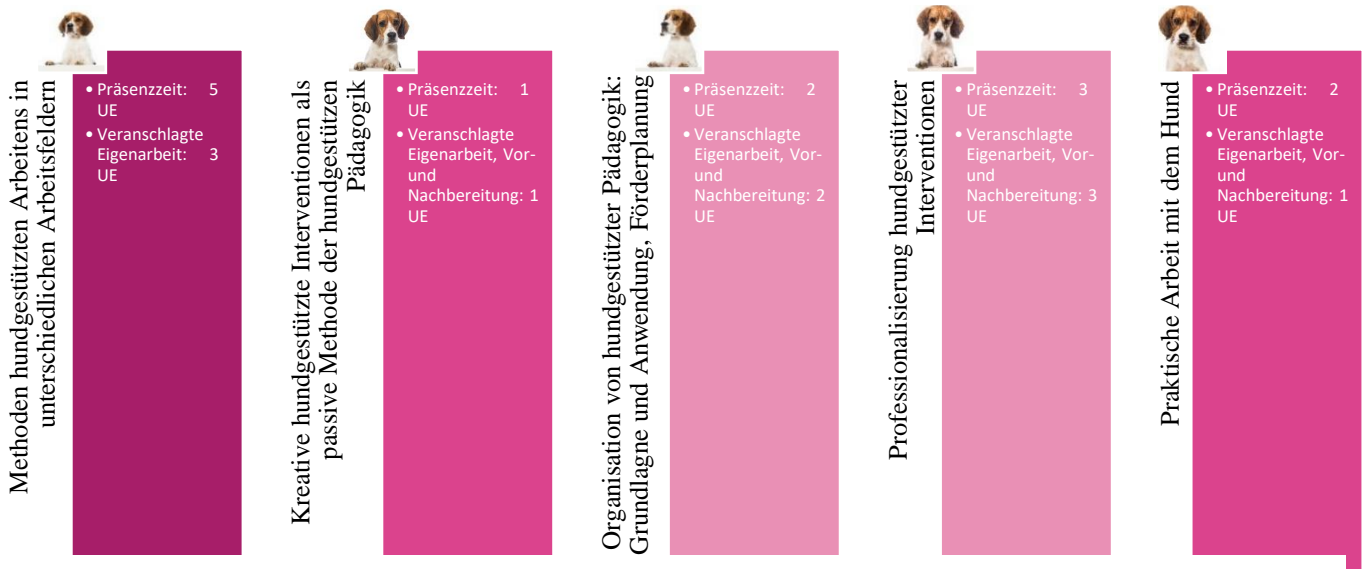 Methoden hundgestützten Arbeitens in
unterschiedlichen Arbeitsfeldern
• Präsenzzeit: 5
UE
• Veranschlagte
Eigenarbeit: 3
UE
Kreative hundgestützte Interventionen als
passive Methode der hundgestützen
Pädagogik
• Präsenzzeit: 1
UE
• Veranschlagte
Eigenarbeit, Vor-
und
Nachbereitung: 1
UE
Organisation von hundgestützter Pädagogik:
Grundlagne und Anwendung, Förderplanung
• Präsenzzeit: 2
UE
• Veranschlagte
Eigenarbeit, Vor-
und
Nachbereitung: 2
UE
Professionalisierung hundgestützter
Interventionen
• Präsenzzeit: 3
UE
• Veranschlagte
Eigenarbeit, Vor-
und
Nachbereitung: 3
UE
Praktische Arbeit mit dem Hund
• Präsenzzeit: 2
UE
• Veranschlagte
Eigenarbeit, Vor-
und
Nachbereitung: 1
UE